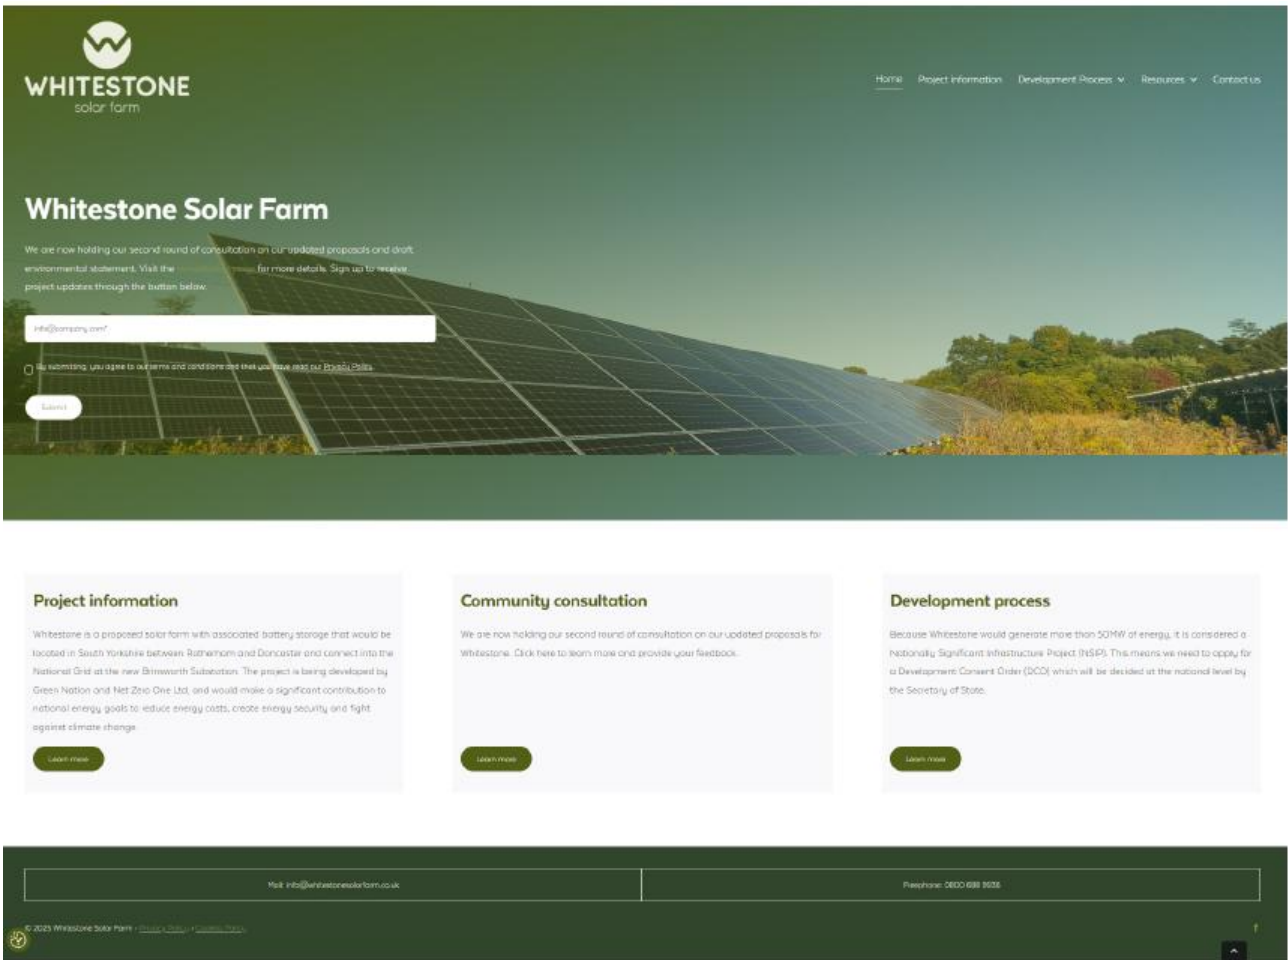 WHITESTONE
solar farm
Home Project information Development Process Resources Contact us
Whitestone Solar Farm
We are now holding our second round of consultation on our updated proposals and draft
environmental statement. Visit the for more details. Sign up to receive
project updates through the button below.
info@company.com*
By submitting, you agree to our terms and conditions and that you have read our Privacy Policy.
Submit
Project information
Whitestone is a proposed solar farm with associated battery storage that would be
located in South Yorkshire between Rotherham and Doncaster and connect into the
National Grid at the new Brinsworth Substation. The project is being developed by
Green Nation and Net Zero One Ltd, and would make a significant contribution to
national energy goals to reduce energy costs, create energy security and fight
against climate change.
Learn more
Community consultation
We are now holding our second round of consultation on our updated proposals for
Whitestone. Click here to learn more and provide your feedback.
Learn more
Development process
Because Whitestone would generate more than 50MW of energy, it is considered a
Nationally Significant Infrastructure Project (NSIP). This means we need to apply for
a Development Consent Order (DCO) which will be decided at the national level by
the Secretary of State.
Learn more
Mail: info@whitestonesolarfarm.co.uk
Freephone: 0800 688 9936
© 2025 Whitestone Solar Farm - Privacy Policy - Cookies Policy